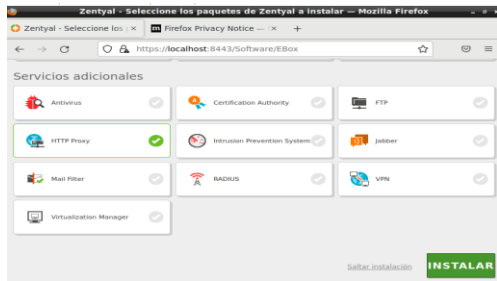 Zentyal - Seleccione los paquetes de Zentyal a instalar — Mozilla Firefox
Zentyal - Seleccione los p × m Firefox Privacy Notice — × +
https://localhost:8443/Software/EBox
Servicios adicionales
Antivirus Certification Authority FTP
HTTP Proxy Intrusion Prevention System Jabber
Mail Filter RADIUS VPN
Virtualization Manager
Saltar instalación INSTALAR